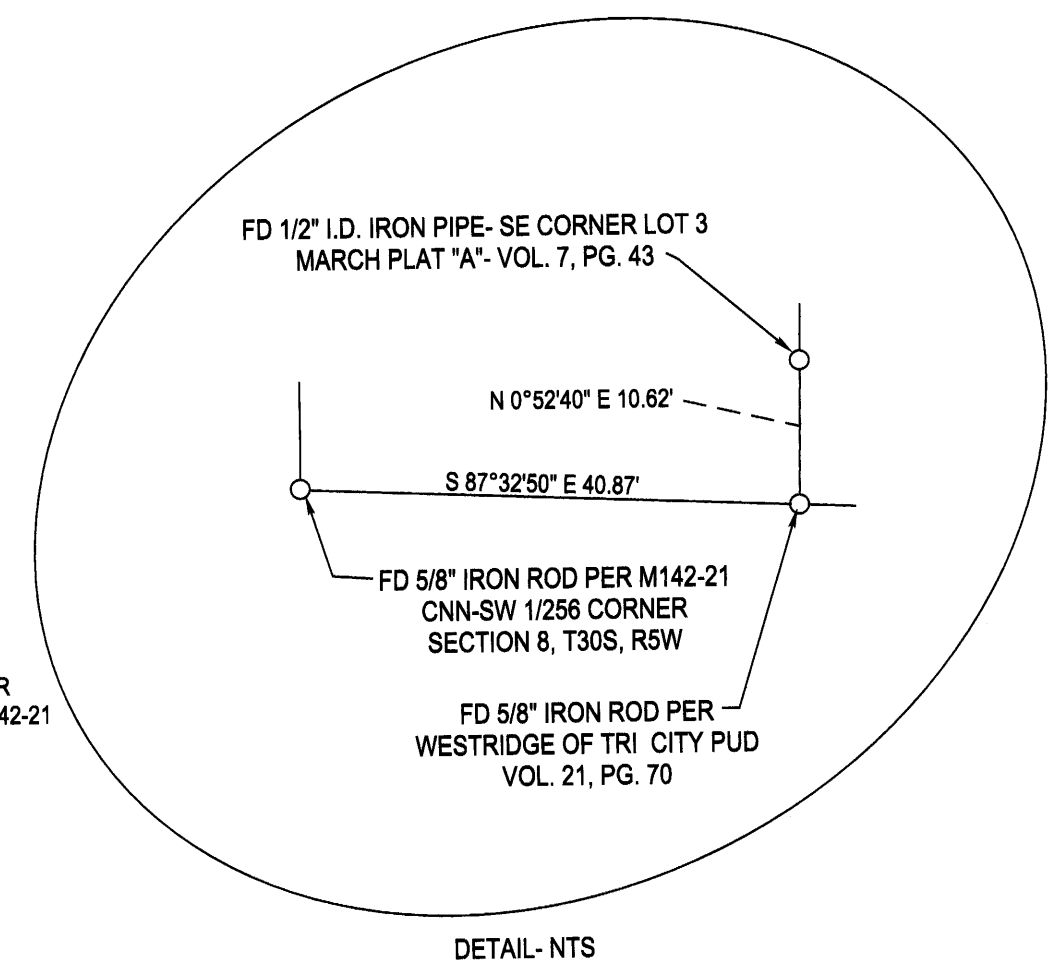 FD 1/2" I.D. IRON PIPE- SE CORNER LOT 3
MARCH PLAT "A"- VOL. 7, PG. 43
N 0°52'40" E 10.62'
S 87°32'50" E 40.87'
FD 5/8" IRON ROD PER M142-21
CNN-SW 1/256 CORNER
SECTION 8, T30S, R5W
R
42-21
FD 5/8" IRON ROD PER
WESTRIDGE OF TRI CITY PUD
VOL. 21, PG. 70
DETAIL- NTS